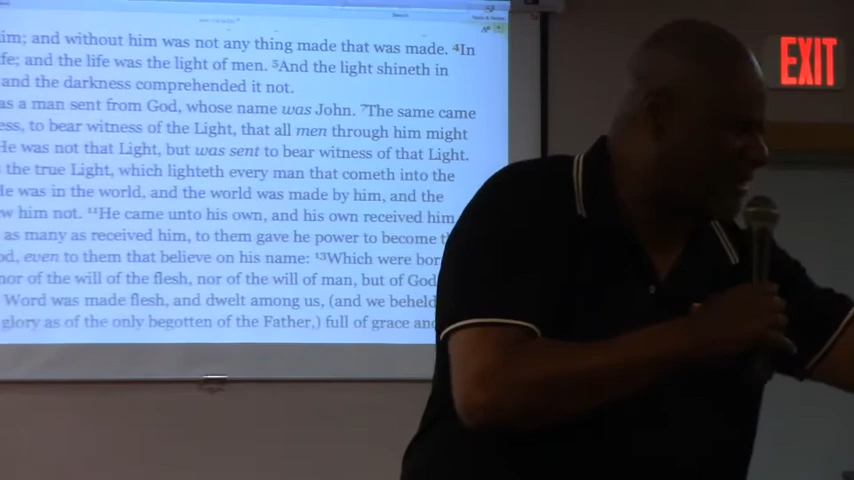 Search
im; and without him was not any thing made that was made. ⁴In
fe; and the life was the light of men. ⁵And the light shineth in
and the darkness comprehended it not.
as a man sent from God, whose name was John. ⁷The same came
ess, to bear witness of the Light, that all men through him might
He was not that Light, but was sent to bear witness of that Light.
s the true Light, which lighteth every man that cometh into the
He was in the world, and the world was made by him, and the
w him not. ¹¹He came unto his own, and his own received him
as many as received him, to them gave he power to become t
od, even to them that believe on his name: ¹³Which were bor
nor of the will of the flesh, nor of the will of man, but of God
Word was made flesh, and dwelt among us, (and we beheld
glory as of the only begotten of the Father,) full of grace and
EXIT